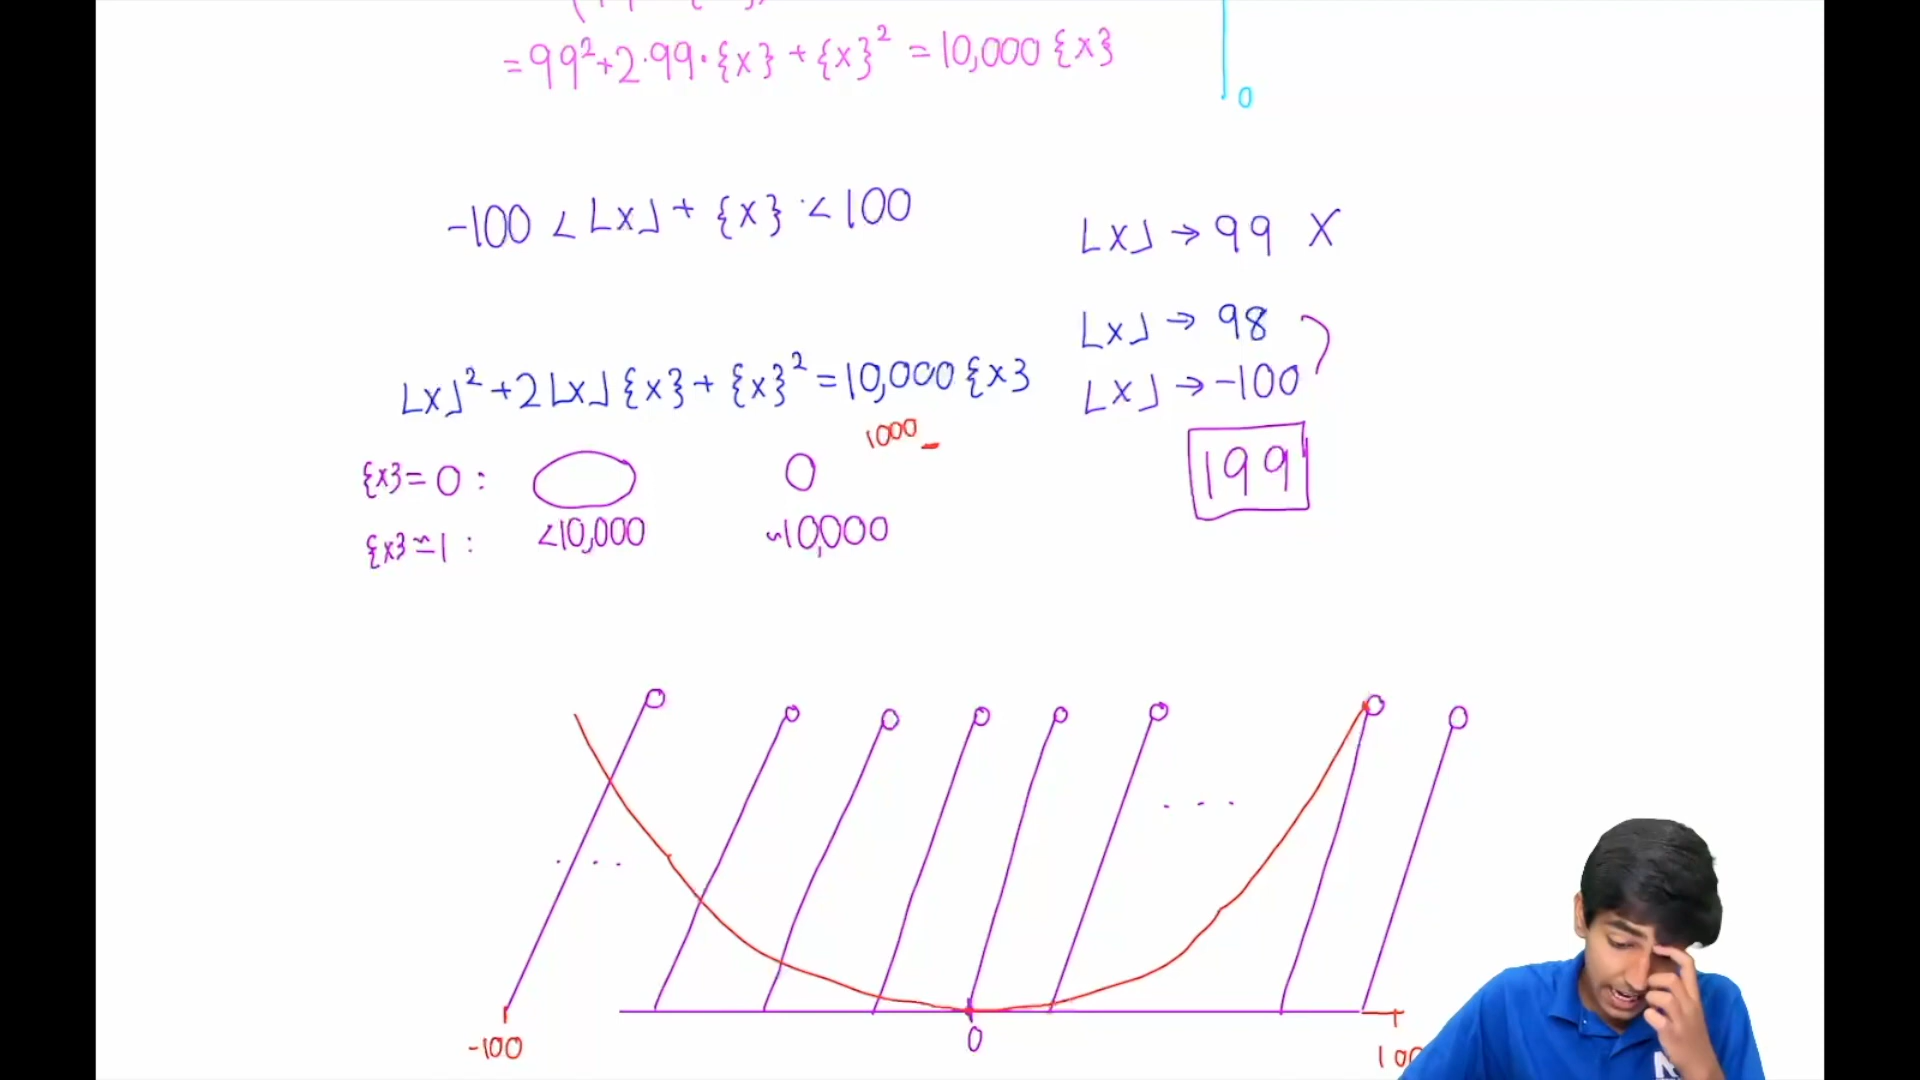 =99²+2·99·{x}+{x}²=10,000{x}
0
-100<⌊x⌋+{x}<100
⌊x⌋→99 X
⌊x⌋→98
⌊x⌋²+2⌊x⌋{x}+{x}²=10,000{x}
⌊x⌋→-100
1000
{x}=0: 0
199
{x}≃1: <10,000 ~10,000
-100 0 100